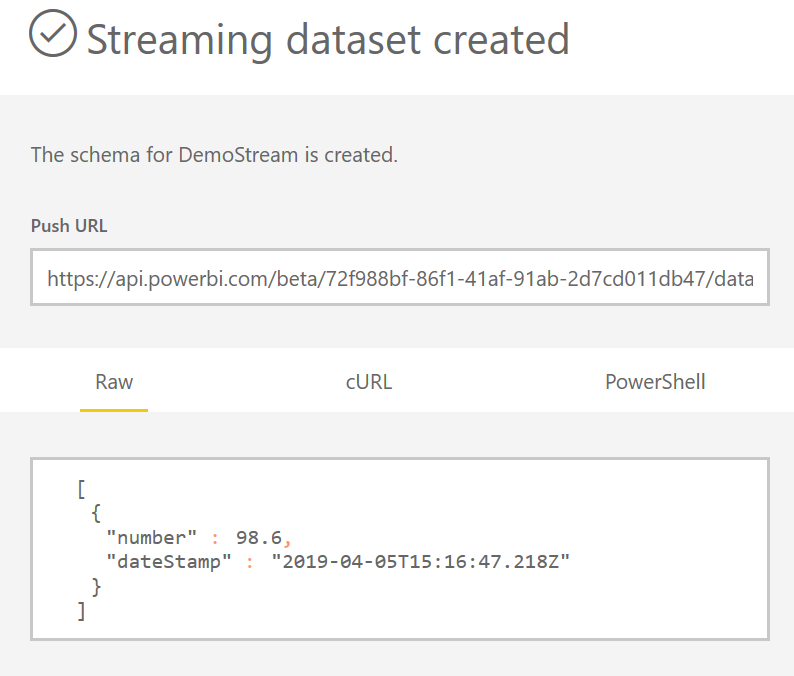 Streaming dataset created
The schema for DemoStream is created.
Push URL
https://api.powerbi.com/beta/72f988bf-86f1-41af-91ab-2d7cd011db47/data
Raw cURL PowerShell
[
{
"number" : 98.6,
"dateStamp" : "2019-04-05T15:16:47.218Z"
}
]